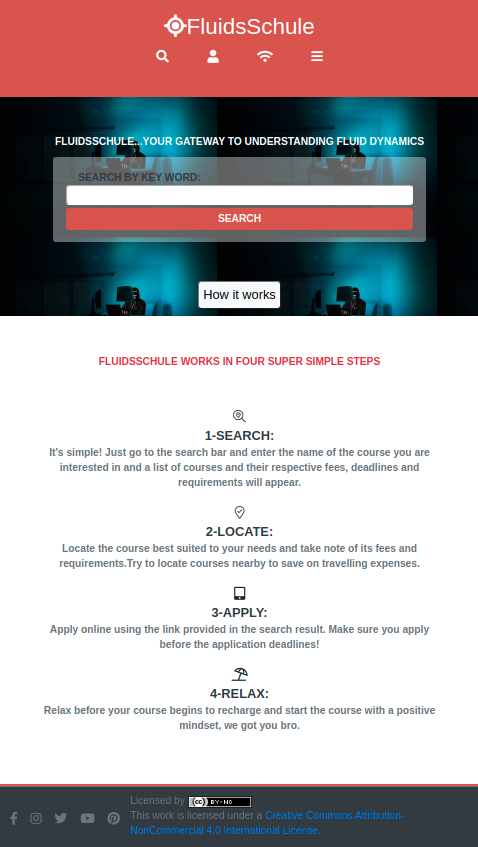 FluidsSchule
FLUIDSSCHULE...YOUR GATEWAY TO UNDERSTANDING FLUID DYNAMICS
SEARCH BY KEY WORD:
SEARCH
How it works
FLUIDSSCHULE WORKS IN FOUR SUPER SIMPLE STEPS
1-SEARCH:
It's simple! Just go to the search bar and enter the name of the course you are
interested in and a list of courses and their respective fees, deadlines and
requirements will appear.
2-LOCATE:
Locate the course best suited to your needs and take note of its fees and
requirements.Try to locate courses nearby to save on travelling expenses.
3-APPLY:
Apply online using the link provided in the search result. Make sure you apply
before the application deadlines!
4-RELAX:
Relax before your course begins to recharge and start the course with a positive
mindset, we got you bro.
Licensed by (cc) BY-NC
This work is licensed under a Creative Commons Attribution-
NonCommercial 4.0 International License.